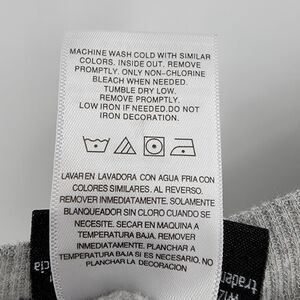 MACHINE WASH COLD WITH SIMILAR
COLORS. INSIDE OUT. REMOVE
PROMPTLY. ONLY NON-CHLORINE
BLEACH WHEN NEEDED.
TUMBLE DRY LOW.
REMOVE PROMPTLY.
LOW IRON IF NEEDED.DO NOT
IRON DECORATION.
LAVAR EN LAVADORA CON AGUA FRIA CON
COLORES SIMILARES. AL REVERSO.
REMOVER INMEDIATAMENTE. SOLAMENTE
BLANQUEADOR SIN CLORO CUANDO SE
NECESITE. SECAR EN MAQUINA A
TEMPERATURA BAJA. REMOVER
INMEDIATAMENTE. PLANCHAR A
TEMPERATURA BAJA SI ES NECESARIO. NO
PLANCHAR LA DECORACION.